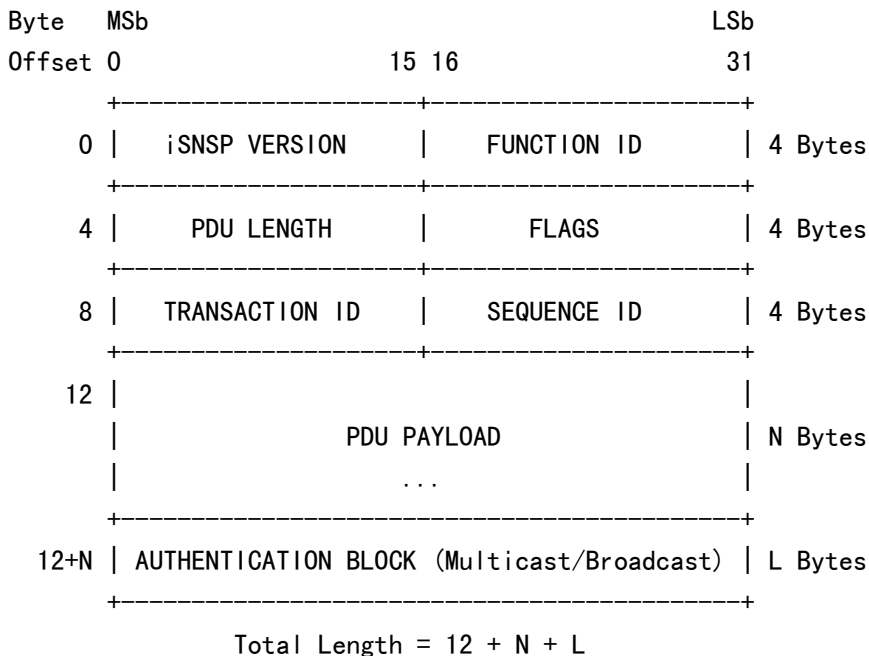 Byte MSb LSb
Offset 0 15 16 31
+---------------------+----------------------+
0 | iSNSP VERSION | FUNCTION ID | 4 Bytes
+---------------------+----------------------+
4 | PDU LENGTH | FLAGS | 4 Bytes
+---------------------+----------------------+
8 | TRANSACTION ID | SEQUENCE ID | 4 Bytes
+---------------------+----------------------+
12 | |
| PDU PAYLOAD | N Bytes
| ... |
+--------------------------------------------+
12+N | AUTHENTICATION BLOCK (Multicast/Broadcast) | L Bytes
+--------------------------------------------+
Total Length = 12 + N + L